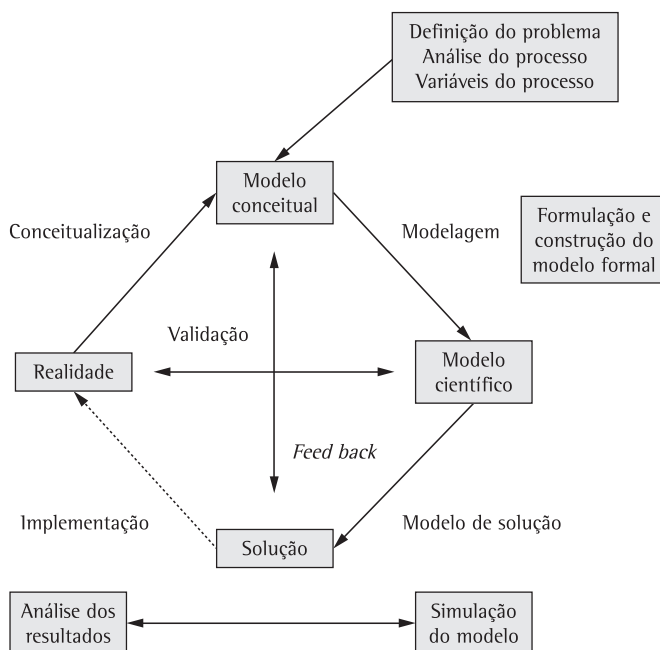 Definição do problema
Análise do processo
Variáveis do processo
Modelo
conceitual
Conceitualização
Modelagem
Formulação e
construção do
modelo formal
Validação
Realidade
Modelo
científico
Feed back
Implementação
Solução
Modelo de solução
Análise dos
resultados
Simulação
do modelo